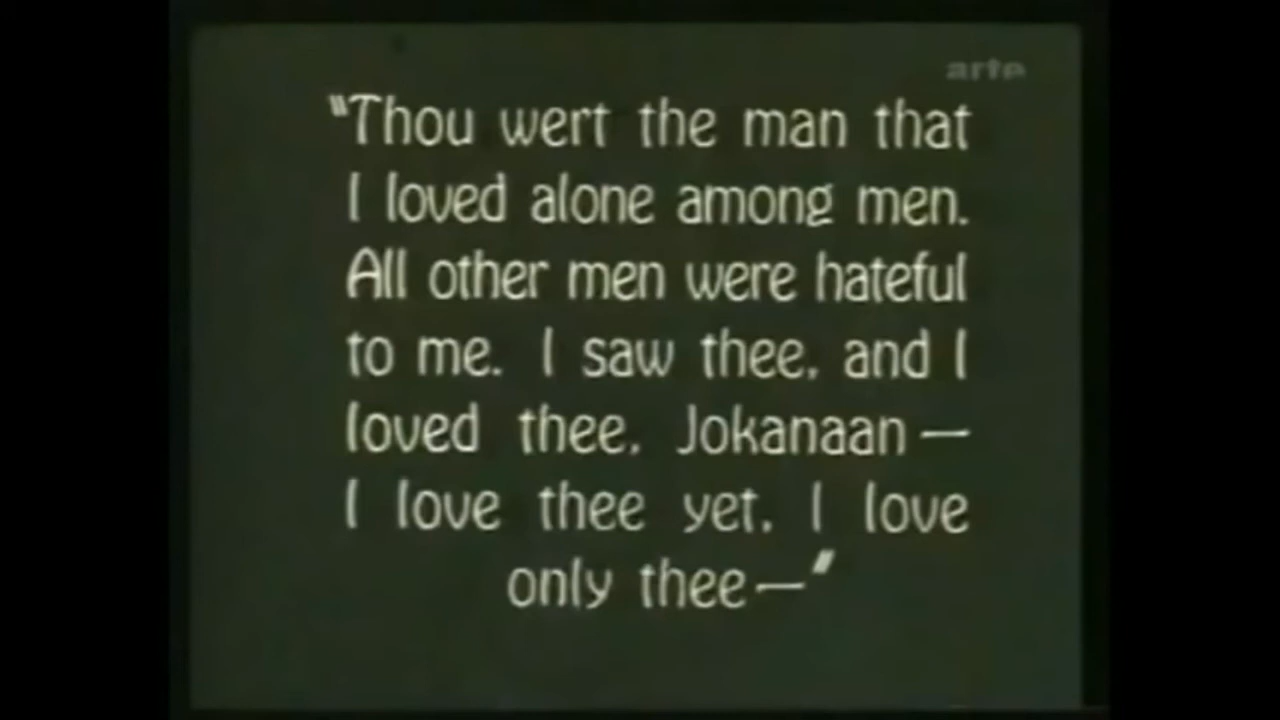 arte
"Thou wert the man that
I loved alone among men.
All other men were hateful
to me. I saw thee, and I
loved thee, Jokanaan —
I love thee yet, I love
only thee —"